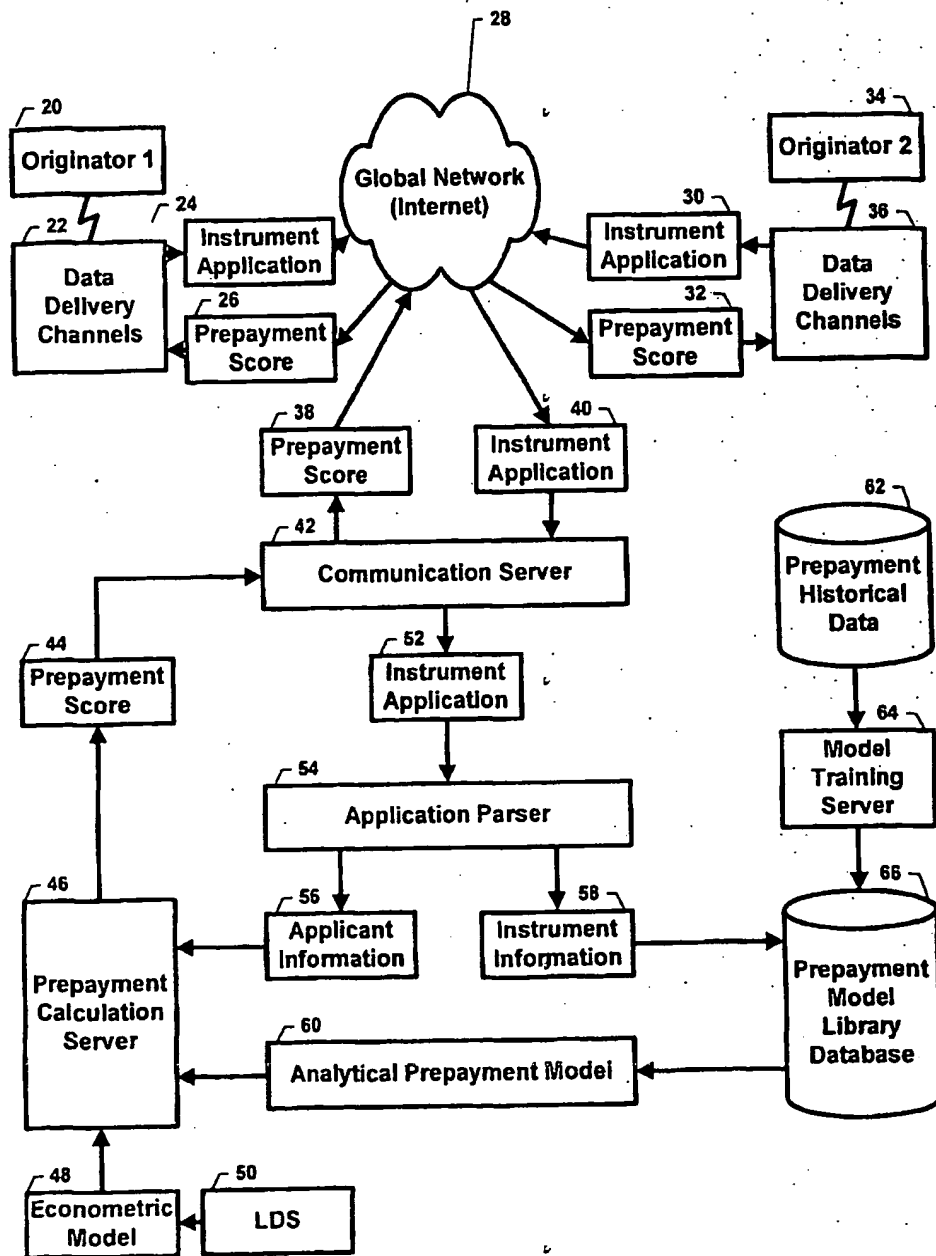 28
20
34
Originator 1
Originator 2
Global Network
(Internet)
24
30
22
36
Instrument
Application
Instrument
Application
Data
Delivery
Channels
Data
Delivery
Channels
26
32
Prepayment
Score
Prepayment
Score
38
40
Prepayment
Score
Instrument
Application
62
42
Communication Server
Prepayment
Historical
Data
44
52
Prepayment
Score
Instrument
Application
64
54
Model
Training
Server
Application Parser
46
56
58
66
Applicant
Information
Instrument
Information
Prepayment
Calculation
Server
Prepayment
Model
Library
Database
60
Analytical Prepayment Model
48
50
Econometric
Model
LDS